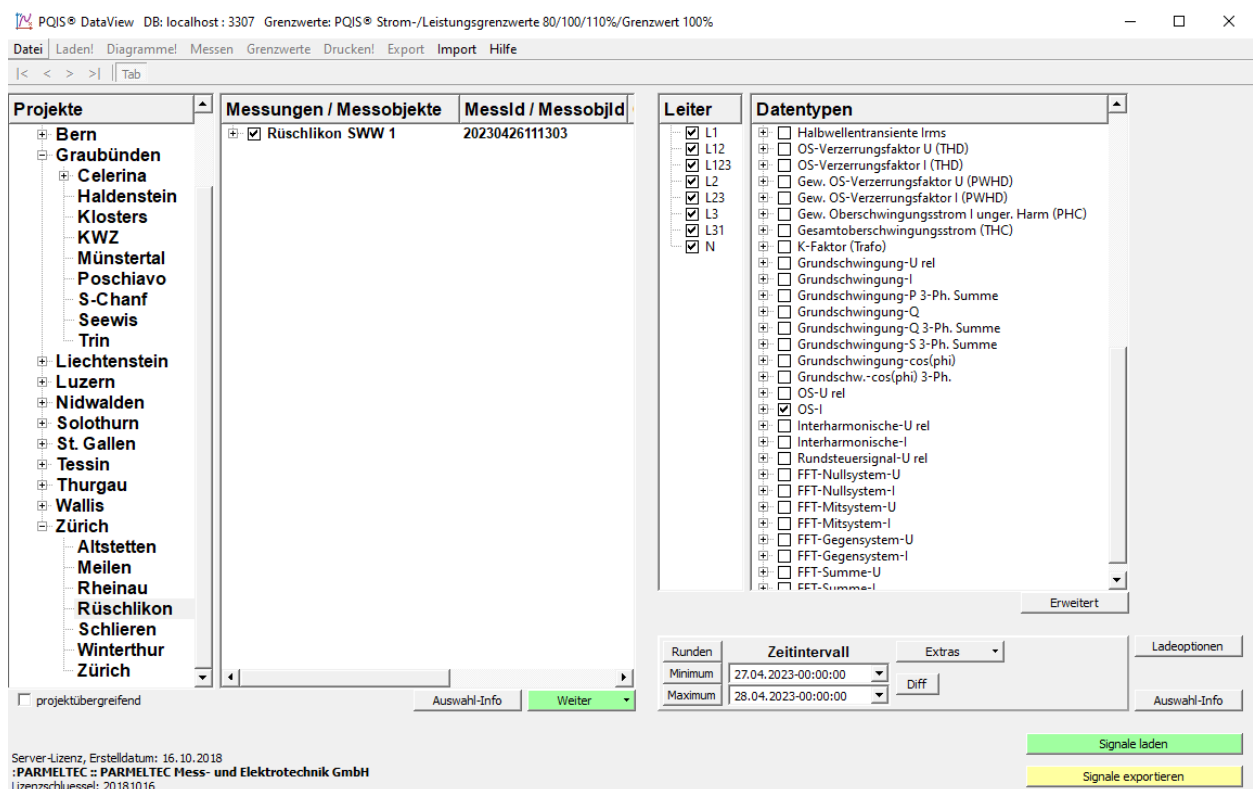 PQIS® DataView DB: localhost : 3307 Grenzwerte: PQIS® Strom-/Leistungsgrenzwerte 80/100/110%/Grenzwert 100%
Datei Laden! Diagramme! Messen Grenzwerte Drucken! Export Import Hilfe
|< < > >| Tab
Projekte
Bern
Graubünden
Celerina
Haldenstein
Klosters
KWZ
Münstertal
Poschiavo
S-Chanf
Seewis
Trin
Liechtenstein
Luzern
Nidwalden
Solothurn
St. Gallen
Tessin
Thurgau
Wallis
Zürich
Altstetten
Meilen
Rheinau
Rüschlikon
Schlieren
Winterthur
Zürich
projektübergreifend
Messungen / Messobjekte MessId / MessobjId
Rüschlikon SWW 1 20230426111303
Auswahl-Info Weiter
Leiter
L1
L12
L123
L2
L23
L3
L31
N
Datentypen
Halbwellentransiente Irms
OS-Verzerrungsfaktor U (THD)
OS-Verzerrungsfaktor I (THD)
Gew. OS-Verzerrungsfaktor U (PWHD)
Gew. OS-Verzerrungsfaktor I (PWHD)
Gew. Oberschwingungsstrom I unger. Harm (PHC)
Gesamtoberschwingungsstrom (THC)
K-Faktor (Trafo)
Grundschwingung-U rel
Grundschwingung-I
Grundschwingung-P 3-Ph. Summe
Grundschwingung-Q
Grundschwingung-Q 3-Ph. Summe
Grundschwingung-S 3-Ph. Summe
Grundschwingung-cos(phi)
Grundschw.-cos(phi) 3-Ph.
OS-U rel
OS-I
Interharmonische-U rel
Interharmonische-I
Rundsteuersignal-U rel
FFT-Nullsystem-U
FFT-Nullsystem-I
FFT-Mitsystem-U
FFT-Mitsystem-I
FFT-Gegensystem-U
FFT-Gegensystem-I
FFT-Summe-U
FFT-Summe-I
Erweitert
Runden Zeitintervall Extras
Minimum 27.04.2023-00:00:00
Diff
Maximum 28.04.2023-00:00:00
Ladeoptionen
Auswahl-Info
Signale laden
Signale exportieren
Server-Lizenz, Erstelldatum: 16.10.2018
:PARMELTEC :: PARMELTEC Mess- und Elektrotechnik GmbH
Lizenzschluessel: 20181016